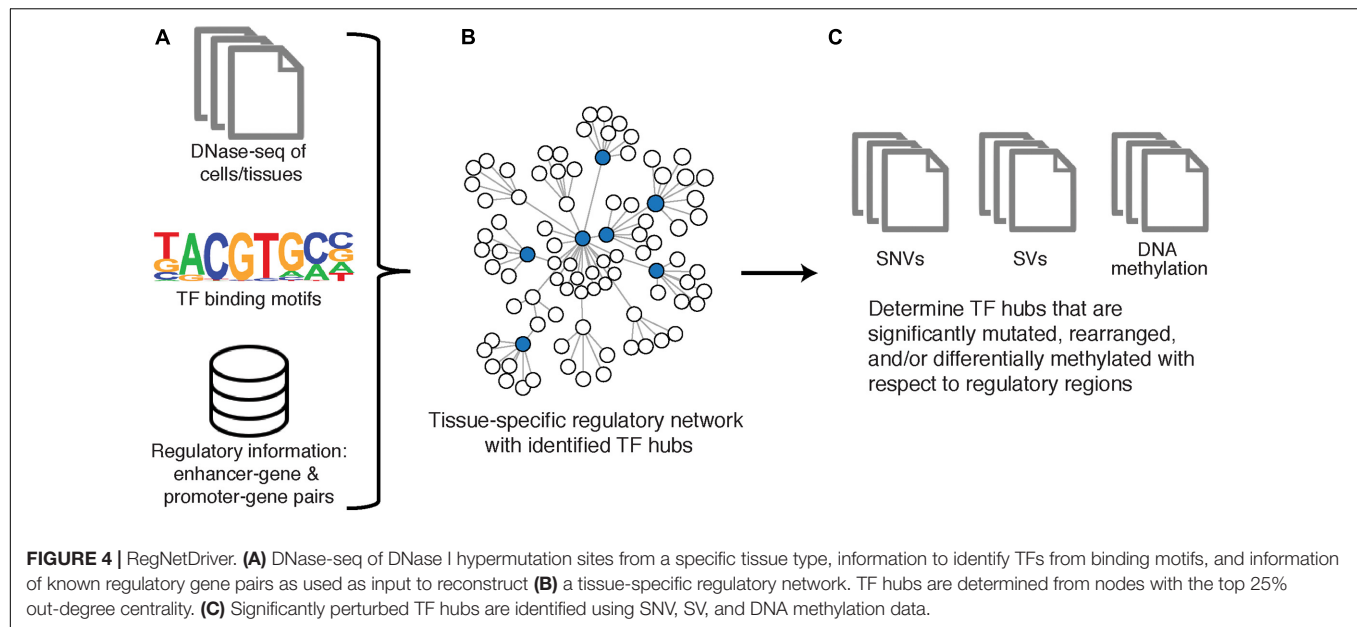 A
B
C
DNase-seq of
cells/tissues
TACGTGCC
GGA
CGAAT
TF binding motifs
Regulatory information:
enhancer-gene &
promoter-gene pairs
Tissue-specific regulatory network
with identified TF hubs
SNVs
SVs
DNA
methylation
Determine TF hubs that are
significantly mutated, rearranged,
and/or differentially methylated with
respect to regulatory regions
FIGURE 4 | RegNetDriver. (A) DNase-seq of DNase I hypermutation sites from a specific tissue type, information to identify TFs from binding motifs, and information
of known regulatory gene pairs as used as input to reconstruct (B) a tissue-specific regulatory network. TF hubs are determined from nodes with the top 25%
out-degree centrality. (C) Significantly perturbed TF hubs are identified using SNV, SV, and DNA methylation data.